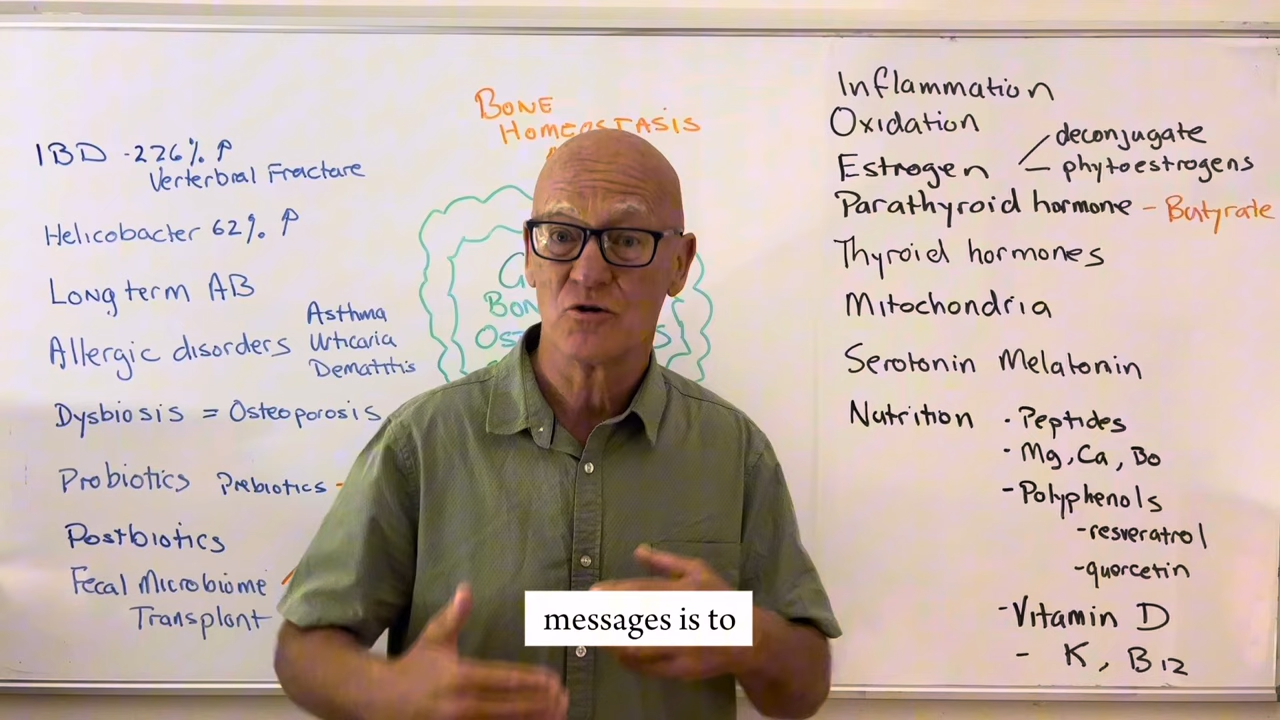 IBD - 226% ↑
Verterbral Fracture
Helicobacter 62% ↑
Long term AB
Allergic disorders
Asthma
Urticaria
Dematitis
Dysbiosis = Osteoporosis
Probiotics Prebiotics -
Postbiotics
Fecal Microbiome
Transplant
BONE
HOMEOSTASIS
Inflammation
Oxidation
Estrogen
deconjugate
- phytoestrogens
Parathyroid hormone - Butyrate
Thyroid hormones
Mitochondria
Serotonin Melatonin
Nutrition
· Peptides
· Mg, Ca, Bo
- Polyphenols
- resveratrol
- quercetin
- Vitamin D
- K, B12
messages is to